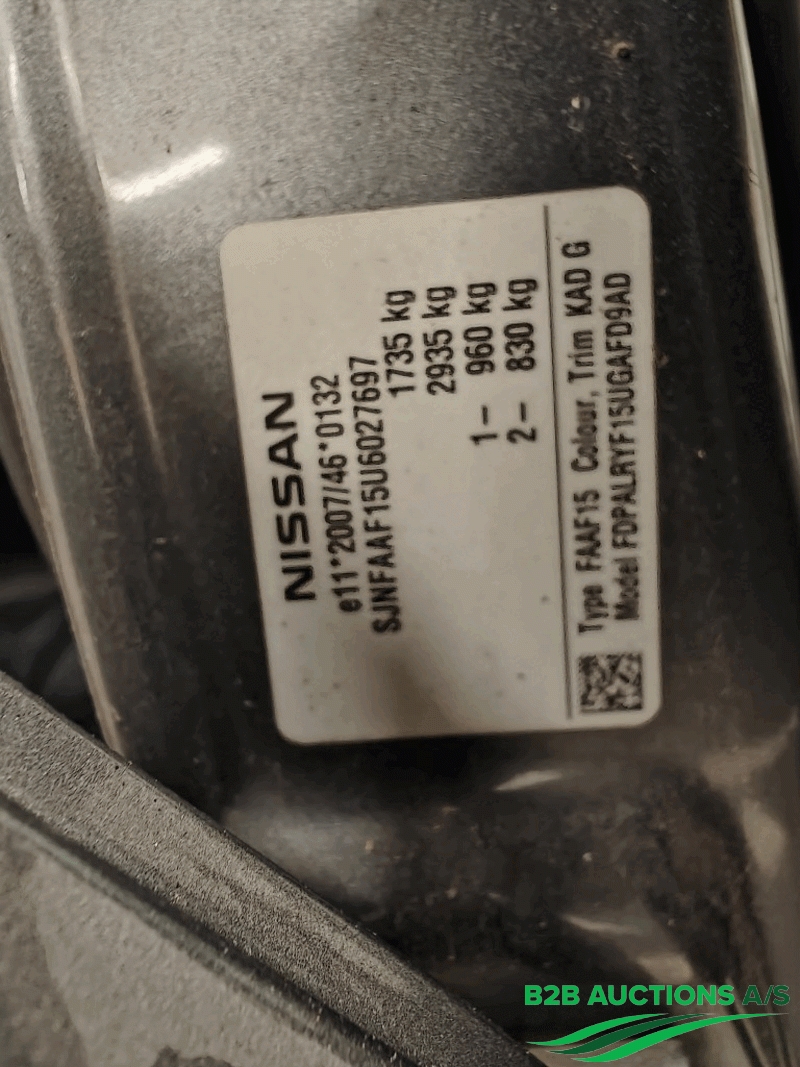 NISSAN
e11*2007/46*0132
SJNFAAF15U6027697
1735 kg
2935 kg
1- 960 kg
2- 830 kg
Type FAAF15 Colour, Trim KAD G
Model FDPALRYF15UGAFD9AD
B2B AUCTIONS A/S